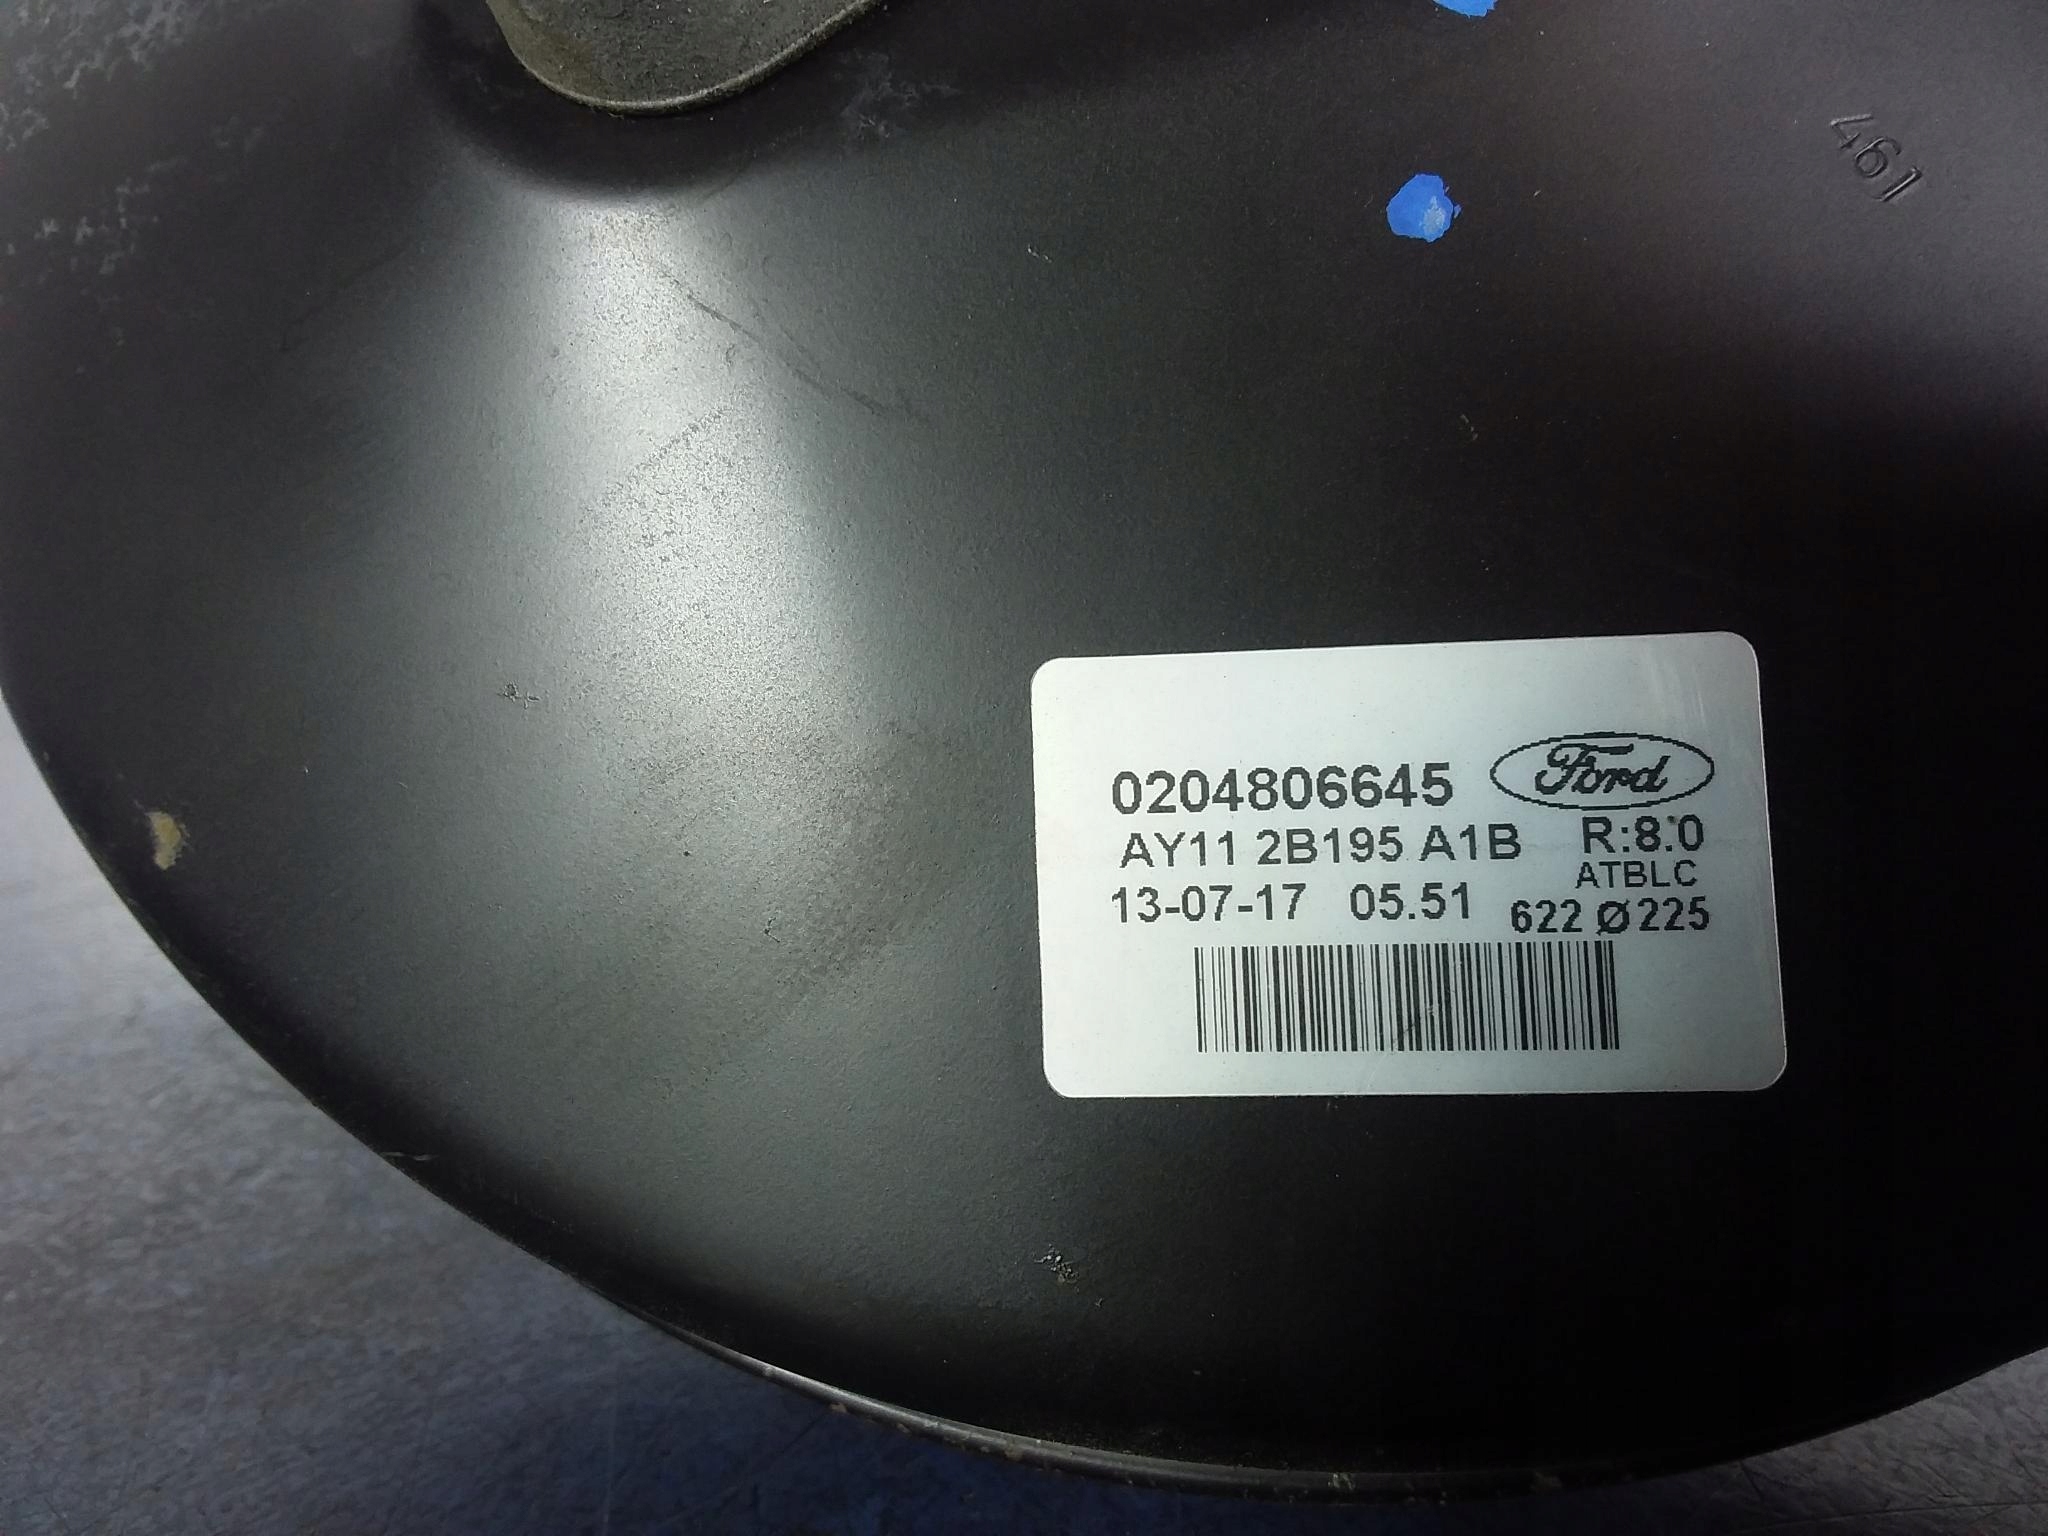 461
0204806645 Ford
AY11 2B195 A1B R:8.0
ATBLC
13-07-17 05.51 622 Ø225